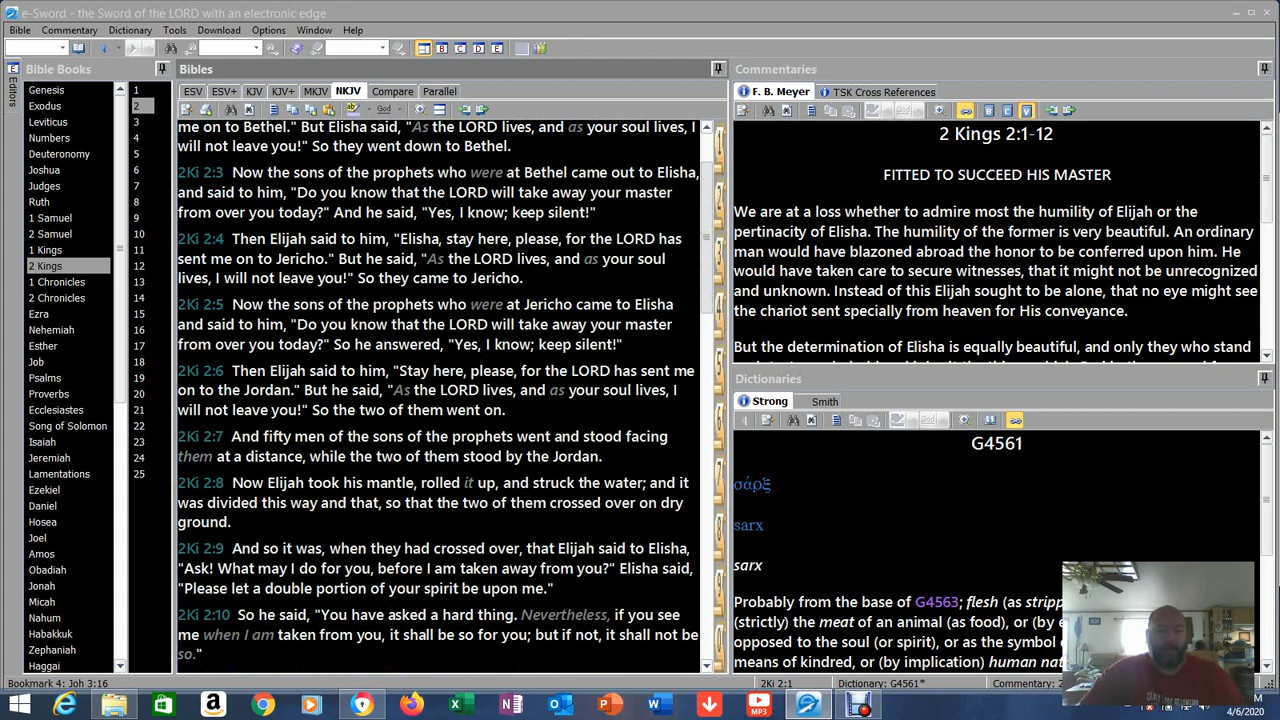 e-Sword - the Sword of the LORD with an electronic edge
Bible Commentary Dictionary Tools Download Options Window Help
B C D E
Editors
Bible Books
Genesis
Exodus
Leviticus
Numbers
Deuteronomy
Joshua
Judges
Ruth
1 Samuel
2 Samuel
1 Kings
2 Kings
1 Chronicles
2 Chronicles
Ezra
Nehemiah
Esther
Job
Psalms
Proverbs
Ecclesiastes
Song of Solomon
Isaiah
Jeremiah
Lamentations
Ezekiel
Daniel
Hosea
Joel
Amos
Obadiah
Jonah
Micah
Nahum
Habakkuk
Zephaniah
Haggai
1
2
3
4
5
6
7
8
9
10
11
12
13
14
15
16
17
18
19
20
21
22
23
24
25
Bibles
ESV ESV+ KJV KJV+ MKJV NKJV Compare Parallel
God
me on to Bethel." But Elisha said, "As the LORD lives, and as your soul lives, I
will not leave you!" So they went down to Bethel.
2Ki 2:3 Now the sons of the prophets who were at Bethel came out to Elisha,
and said to him, "Do you know that the LORD will take away your master
from over you today?" And he said, "Yes, I know; keep silent!"
2Ki 2:4 Then Elijah said to him, "Elisha, stay here, please, for the LORD has
sent me on to Jericho." But he said, "As the LORD lives, and as your soul
lives, I will not leave you!" So they came to Jericho.
2Ki 2:5 Now the sons of the prophets who were at Jericho came to Elisha
and said to him, "Do you know that the LORD will take away your master
from over you today?" So he answered, "Yes, I know; keep silent!"
2Ki 2:6 Then Elijah said to him, "Stay here, please, for the LORD has sent me
on to the Jordan." But he said, "As the LORD lives, and as your soul lives, I
will not leave you!" So the two of them went on.
2Ki 2:7 And fifty men of the sons of the prophets went and stood facing
them at a distance, while the two of them stood by the Jordan.
2Ki 2:8 Now Elijah took his mantle, rolled it up, and struck the water; and it
was divided this way and that, so that the two of them crossed over on dry
ground.
2Ki 2:9 And so it was, when they had crossed over, that Elijah said to Elisha,
"Ask! What may I do for you, before I am taken away from you?" Elisha said,
"Please let a double portion of your spirit be upon me."
2Ki 2:10 So he said, "You have asked a hard thing. Nevertheless, if you see
me when I am taken from you, it shall be so for you; but if not, it shall not be
so."
Commentaries
F. B. Meyer TSK Cross References
God B C V
2 Kings 2:1-12
FITTED TO SUCCEED HIS MASTER
We are at a loss whether to admire most the humility of Elijah or the
pertinacity of Elisha. The humility of the former is very beautiful. An ordinary
man would have blazoned abroad the honor to be conferred upon him. He
would have taken care to secure witnesses, that it might not be unrecognized
and unknown. Instead of this Elijah sought to be alone, that no eye might see
the chariot sent specially from heaven for His conveyance.
But the determination of Elisha is equally beautiful, and only they who stand
Dictionaries
Strong Smith
God
G4561
σάρξ
sarx
sarx
Probably from the base of G4563; flesh (as stripp
(strictly) the meat of an animal (as food), or (by e
opposed to the soul (or spirit), or as the symbol
means of kindred, or (by implication) human nat
Bookmark 4: Joh 3:16 2Ki 2:1 Dictionary: G4561* Commentary: 2
4/6/2020